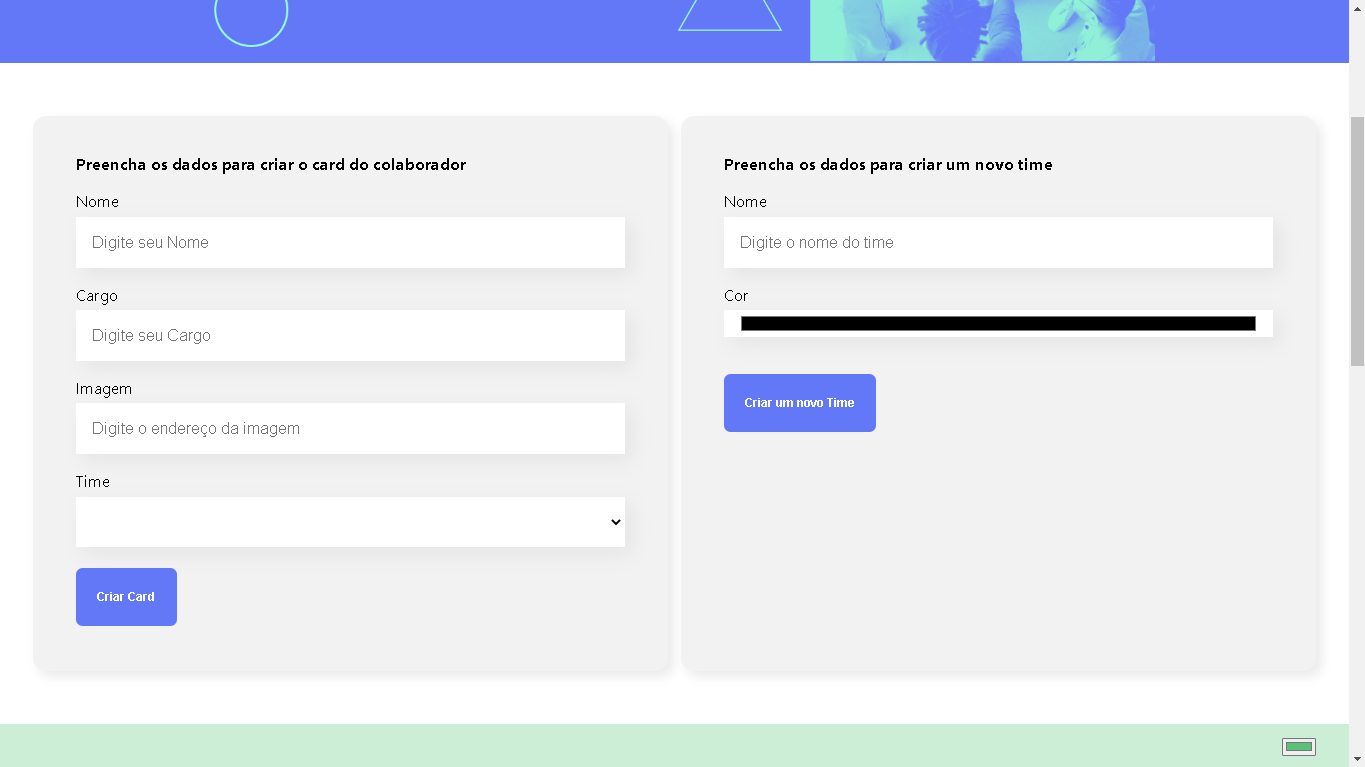 Preencha os dados para criar o card do colaborador
Nome
Digite seu Nome
Cargo
Digite seu Cargo
Imagem
Digite o endereço da imagem
Time
Criar Card
Preencha os dados para criar um novo time
Nome
Digite o nome do time
Cor
Criar um novo Time